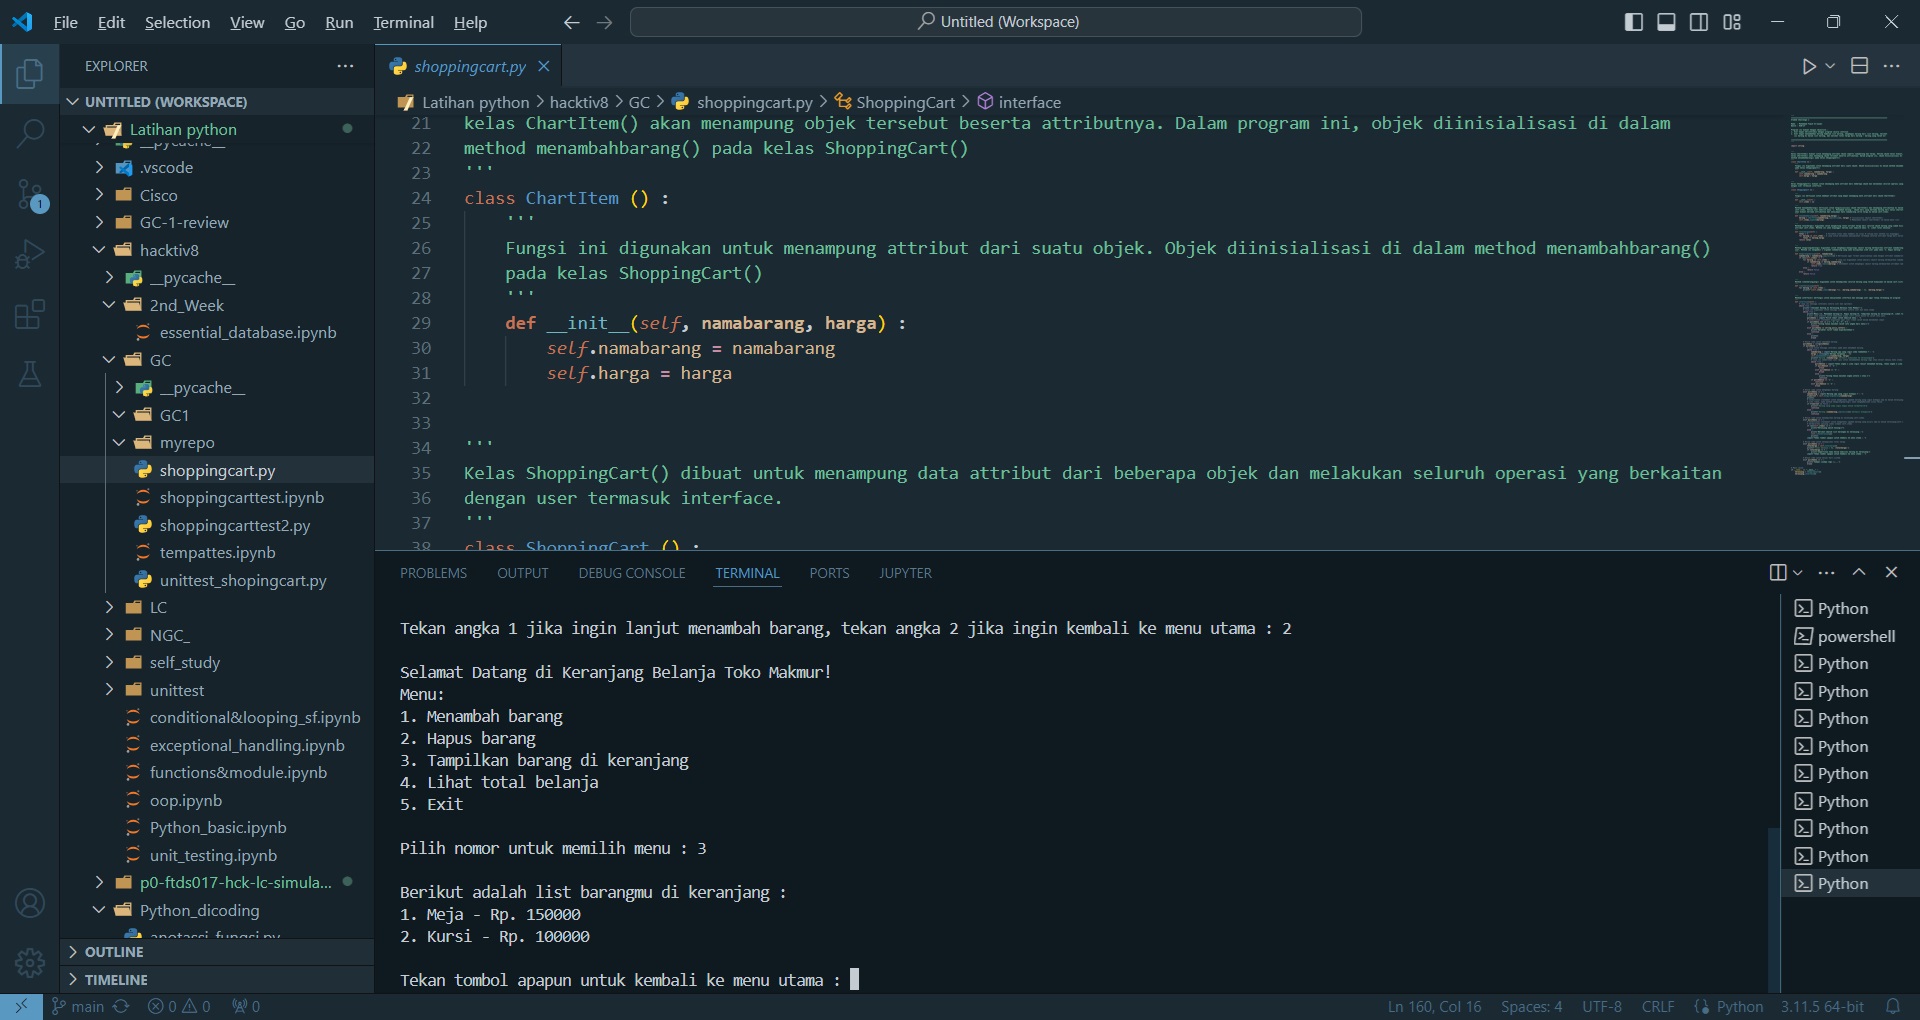 File Edit Selection View Go Run Terminal Help
Untitled (Workspace)
EXPLORER
UNTITLED (WORKSPACE)
Latihan python
__pycache__
.vscode
Cisco
GC-1-review
hacktiv8
__pycache__
2nd_Week
essential_database.ipynb
GC
__pycache__
GC1
myrepo
shoppingcart.py
shoppingcarttest.ipynb
shoppingcarttest2.py
tempattes.ipynb
unittest_shopingcart.py
LC
NGC_
self_study
unittest
conditional&looping_sf.ipynb
exceptional_handling.ipynb
functions&module.ipynb
oop.ipynb
Python_basic.ipynb
unit_testing.ipynb
p0-ftds017-hck-lc-simula...
Python_dicoding
anotassi_fungsi.py
OUTLINE
TIMELINE
1
shoppingcart.py
Latihan python > hacktiv8 > GC > shoppingcart.py > ShoppingCart > interface
21 kelas ChartItem() akan menampung objek tersebut beserta attributnya. Dalam program ini, objek diinisialisasi di dalam
22 method menambahbarang() pada kelas ShoppingCart()
23 '''
24 class ChartItem () :
25 '''
26 Fungsi ini digunakan untuk menampung attribut dari suatu objek. Objek diinisialisasi di dalam method menambahbarang()
27 pada kelas ShoppingCart()
28 '''
29 def __init__(self, namabarang, harga) :
30 self.namabarang = namabarang
31 self.harga = harga
32
33
34 '''
35 Kelas ShoppingCart() dibuat untuk menampung data attribut dari beberapa objek dan melakukan seluruh operasi yang berkaitan
36 dengan user termasuk interface.
37 '''
38 class ShoppingCart () :
PROBLEMS OUTPUT DEBUG CONSOLE TERMINAL PORTS JUPYTER
Tekan angka 1 jika ingin lanjut menambah barang, tekan angka 2 jika ingin kembali ke menu utama : 2
Selamat Datang di Keranjang Belanja Toko Makmur!
Menu:
1. Menambah barang
2. Hapus barang
3. Tampilkan barang di keranjang
4. Lihat total belanja
5. Exit
Pilih nomor untuk memilih menu : 3
Berikut adalah list barangmu di keranjang :
1. Meja - Rp. 150000
2. Kursi - Rp. 100000
Tekan tombol apapun untuk kembali ke menu utama :
Python
powershell
Python
Python
Python
Python
Python
Python
Python
Python
Python
main 0 0 0 Ln 160, Col 16 Spaces: 4 UTF-8 CRLF Python 3.11.5 64-bit